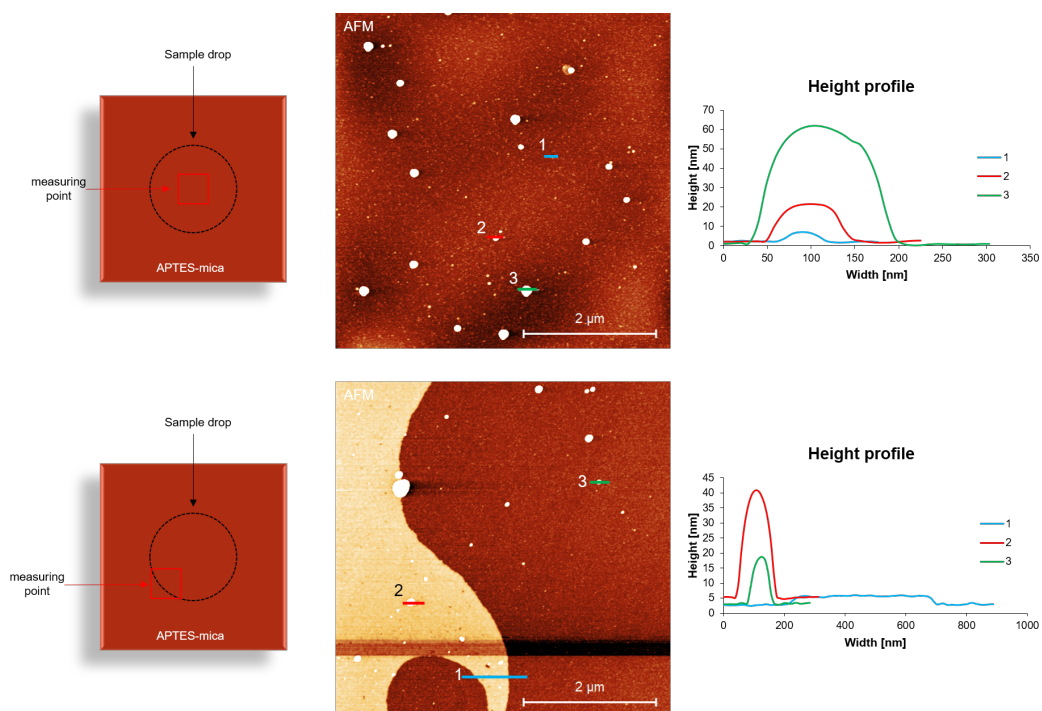 Sample drop
measuring
point
APTES-mica
AFM
1
2
3
2 µm
Height profile
Height [nm]
70
60
50
40
30
20
10
0
0 50 100 150 200 250 300 350
Width [nm]
1
2
3
Sample drop
measuring
point
APTES-mica
AFM
3
2
1
2 µm
Height profile
Height [nm]
45
40
35
30
25
20
15
10
5
0
0 200 400 600 800 1000
Width [nm]
1
2
3